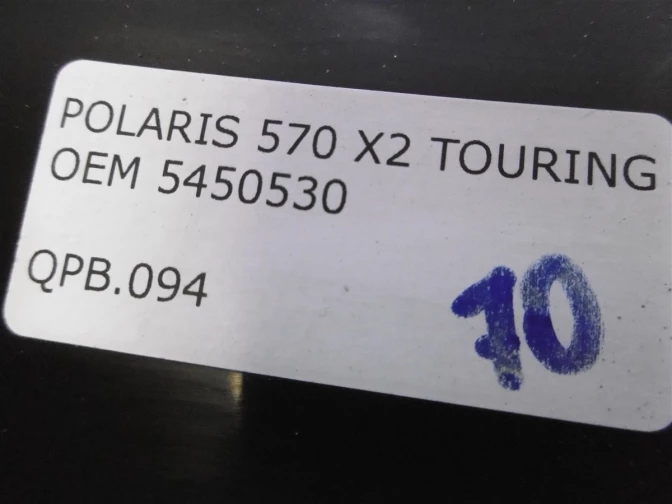 POLARIS 570 X2 TOURING
OEM 5450530
QPB.094
70